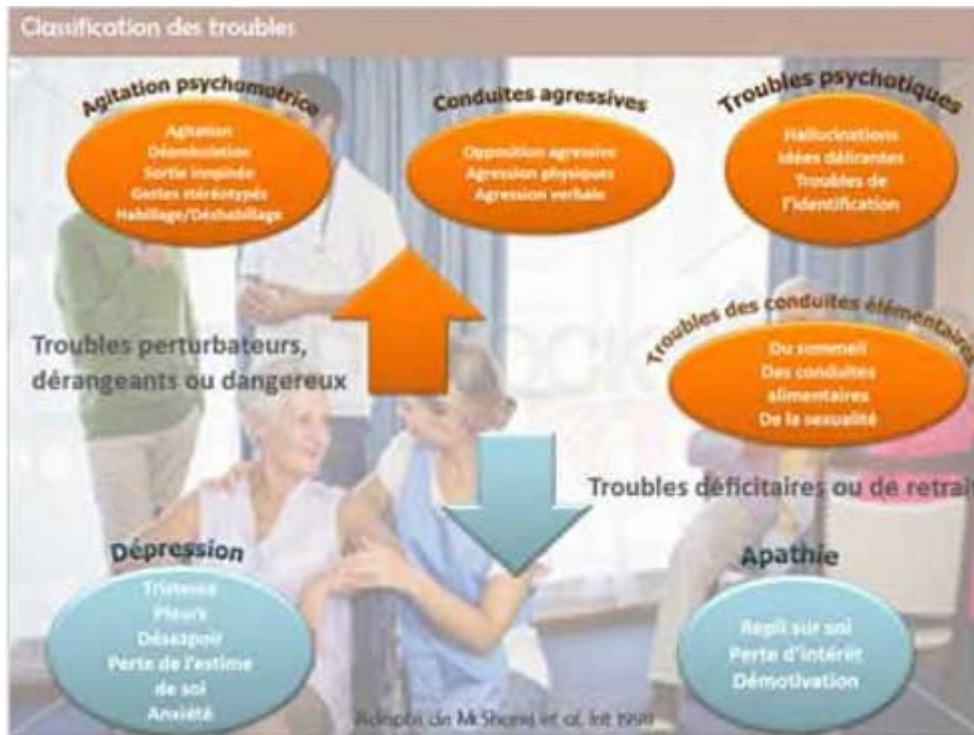 Classification des troubles
Agitation psychomotrice
Agitation
Déambulation
Sortie inopinée
Gestes stéréotypés
Habillage/Déshabillage
Conduites agressives
Opposition agressive
Agression physiques
Agression verbale
Troubles psychotiques
Hallucinations
Idées délirantes
Troubles de
l'identification
Troubles perturbateurs,
dérangeants ou dangereux
Troubles des conduites élémentaires
Du sommeil
Des conduites
alimentaires
De la sexualité
Troubles déficitaires ou de retrait
Dépression
Tristesse
Pleurs
Désespoir
Perte de l'estime
de soi
Anxiété
Apathie
Repli sur soi
Perte d'intérêt
Démotivation
et al. Int